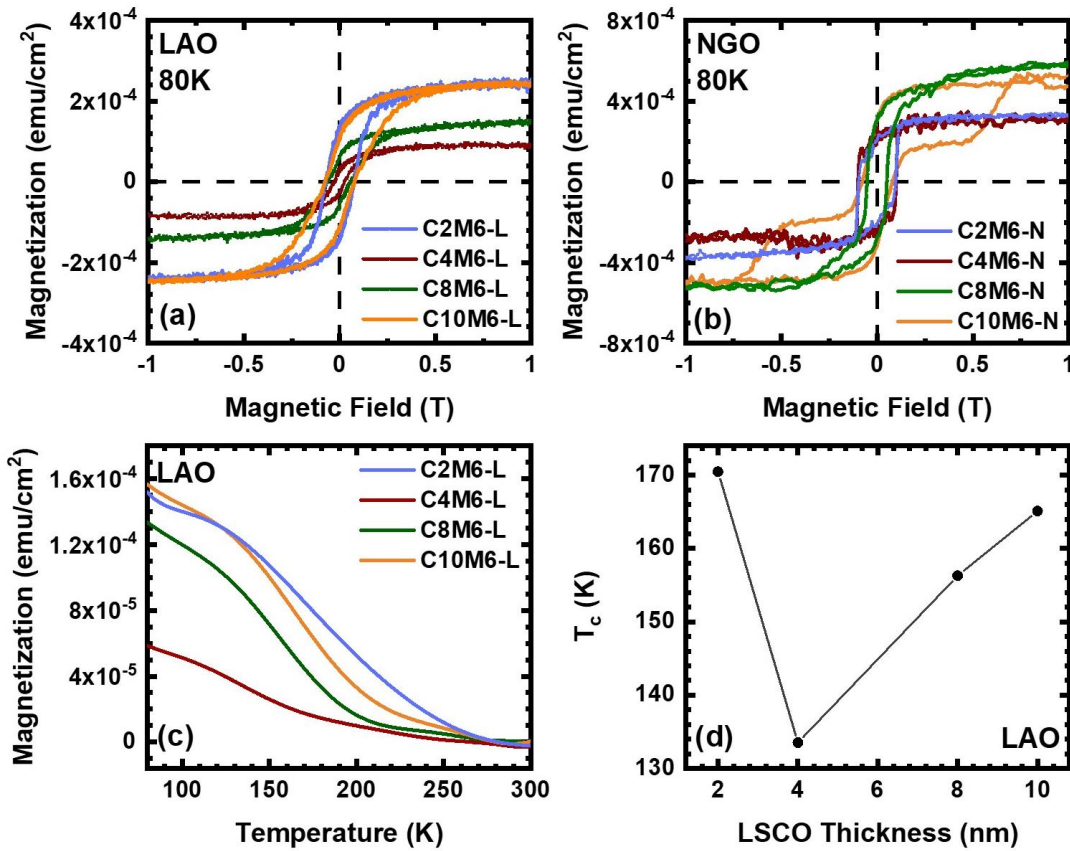 LAO
80K
4x10⁻⁴
2x10⁻⁴
0
-2x10⁻⁴
-4x10⁻⁴
Magnetization (emu/cm²)
C2M6-L
C4M6-L
C8M6-L
C10M6-L
(a)
-1 -0.5 0 0.5 1
Magnetic Field (T)
NGO
80K
8x10⁻⁴
4x10⁻⁴
0
-4x10⁻⁴
-8x10⁻⁴
Magnetization (emu/cm²)
C2M6-N
C4M6-N
C8M6-N
C10M6-N
(b)
-1 -0.5 0 0.5 1
Magnetic Field (T)
LAO
1.6x10⁻⁴
1.2x10⁻⁴
8x10⁻⁵
4x10⁻⁵
0
Magnetization (emu/cm²)
C2M6-L
C4M6-L
C8M6-L
C10M6-L
(c)
100 150 200 250 300
Temperature (K)
170
160
150
140
130
T_c (K)
(d)
LAO
2 4 6 8 10
LSCO Thickness (nm)